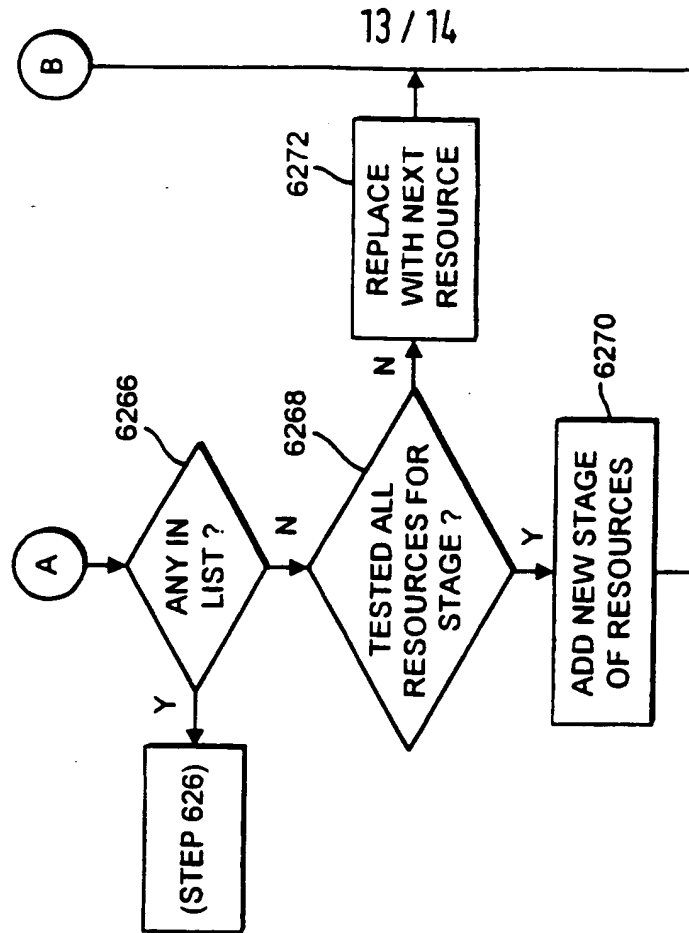 13 / 14
A
B
6266
ANY IN
LIST ?
Y
N
(STEP 626)
6268
TESTED ALL
RESOURCES FOR
STAGE ?
N
Y
6272
REPLACE
WITH NEXT
RESOURCE
6270
ADD NEW STAGE
OF RESOURCES